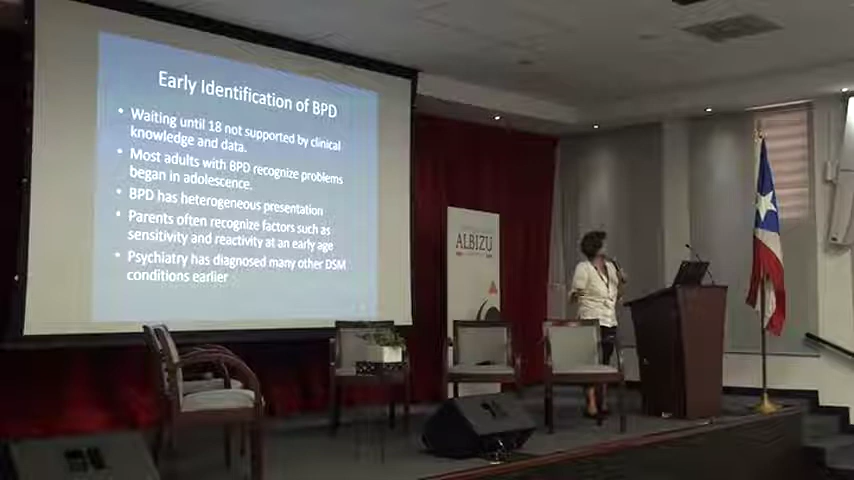 Early Identification of BPD
• Waiting until 18 not supported by clinical
knowledge and data.
• Most adults with BPD recognize problems
began in adolescence.
• BPD has heterogeneous presentation
• Parents often recognize factors such as
sensitivity and reactivity at an early age
• Psychiatry has diagnosed many other DSM
conditions earlier
ALBIZU